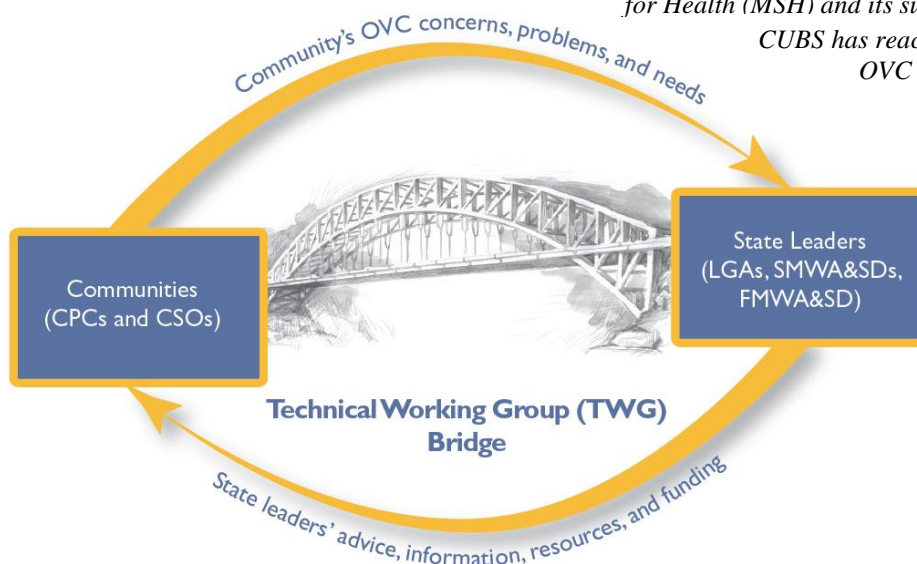 for Health (MSH) and its su
CUBS has reac
OVC
Community's OVC concerns, problems, and needs
Communities
(CPCs and CSOs)
State Leaders
(LGAs, SMWA&SDs,
FMWA&SD)
Technical Working Group (TWG)
Bridge
State leaders' advice, information, resources, and funding